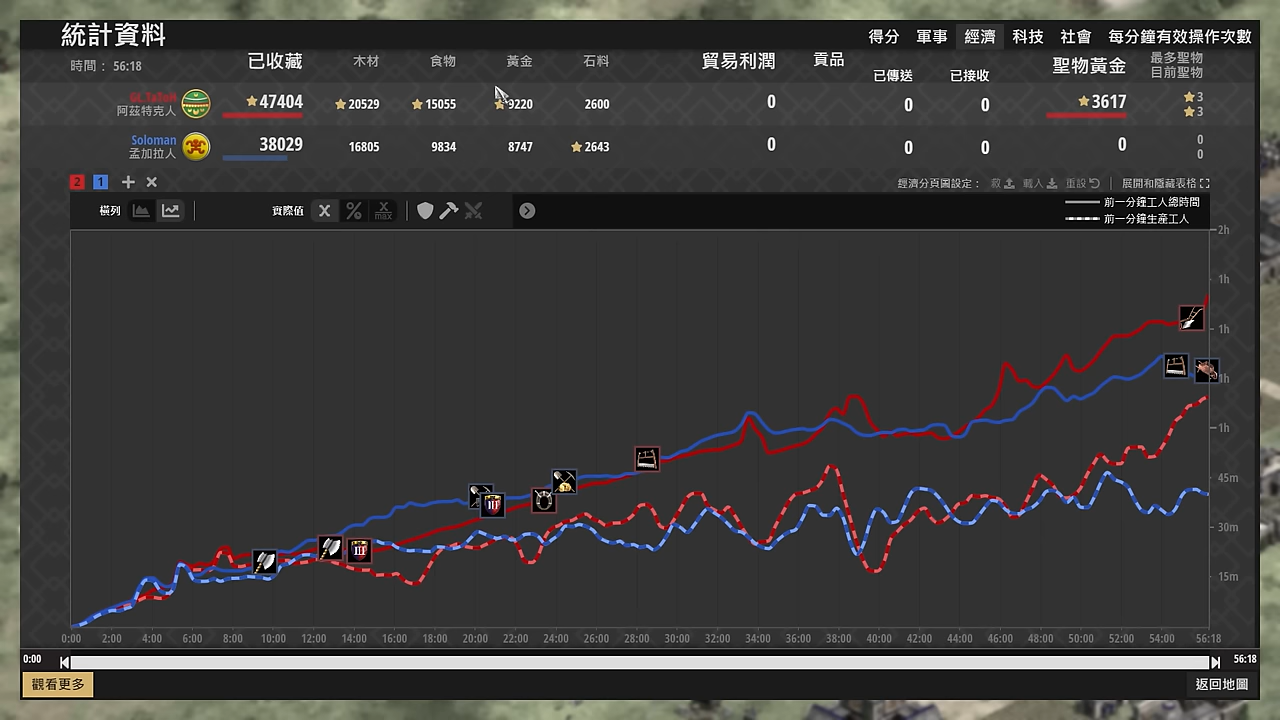 統計資料
得分 軍事 經濟 科技 社會 每分鐘有效操作次數
時間： 56:18
已收藏 木材 食物 黃金 石料 貿易利潤 貢品 已傳送 已接收 聖物黃金 最多聖物
目前聖物
GL.TaToH
阿茲特克人
47404 20529 15055 9220 2600 0 0 0 3617 3
3
Soloman
孟加拉人
38029 16805 9834 8747 2643 0 0 0 0 0
0
2 1
經濟分頁圖設定： 載入 重設 展開和隱藏表格
橫列 實際值 X % X max
前一分鐘工人總時間
前一分鐘生產工人
2h
1h
1h
1h
1h
45m
30m
15m
III III
0:00 2:00 4:00 6:00 8:00 10:00 12:00 14:00 16:00 18:00 20:00 22:00 24:00 26:00 28:00 30:00 32:00 34:00 36:00 38:00 40:00 42:00 44:00 46:00 48:00 50:00 52:00 54:00 56:18
0:00 56:18
觀看更多 返回地圖